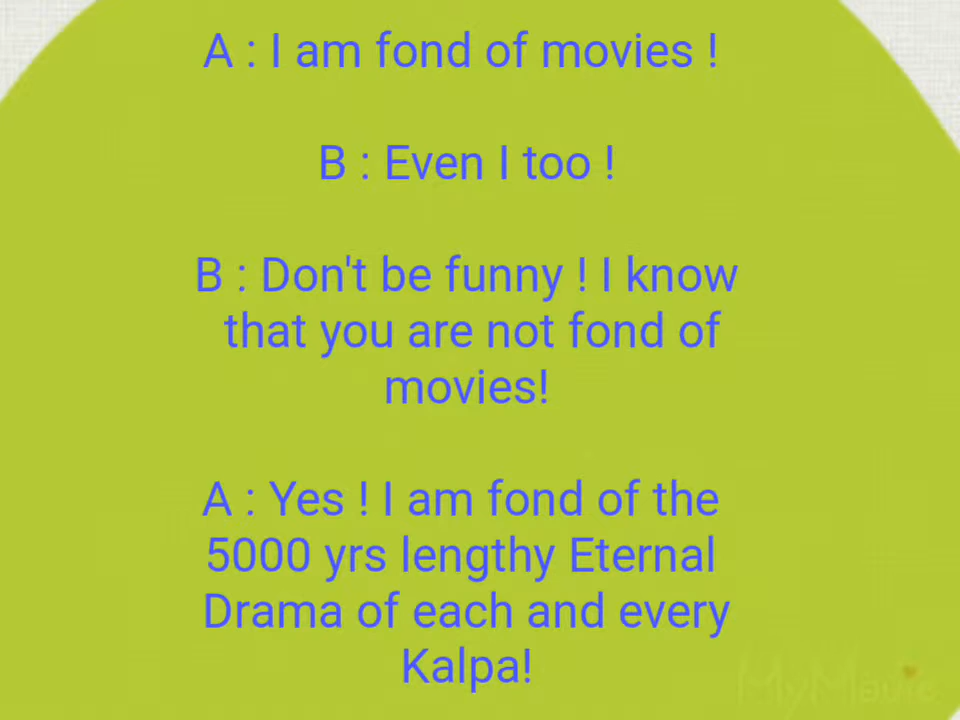 A : I am fond of movies !
B : Even I too !
B : Don't be funny ! I know
that you are not fond of
movies!
A : Yes ! I am fond of the
5000 yrs lengthy Eternal
Drama of each and every
Kalpa!
MyMovie